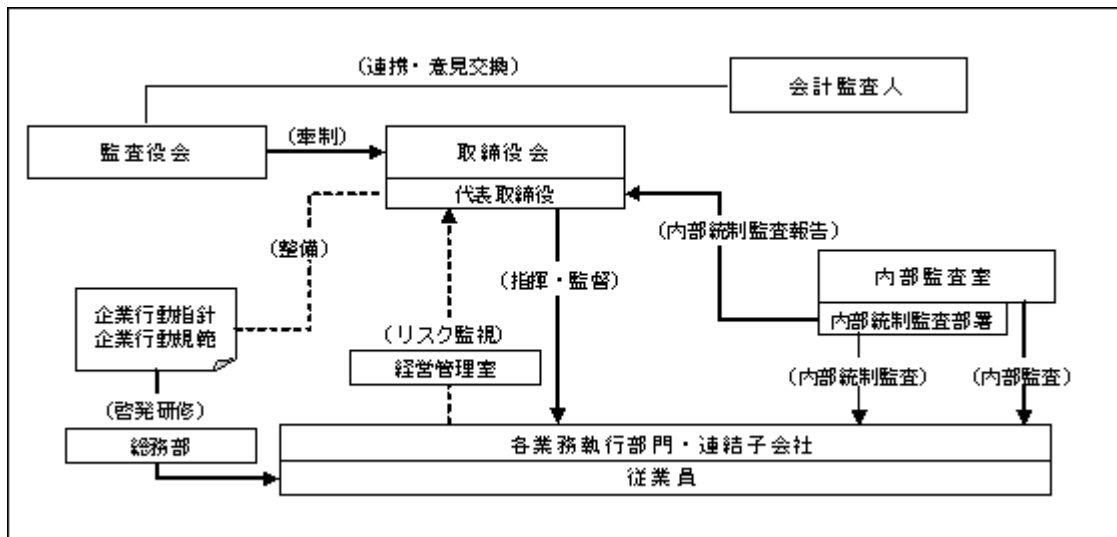 （連携・意見交換）
会計監査人
監査役会
（牽制）
取締役会
代表取締役
（整備）
（指揮・監督）
（内部統制監査報告）
内部監査室
内部統制監査部署
企業行動指針
企業行動規範
（リスク監視）
経営管理室
（内部統制監査）
（内部監査）
（啓発研修）
総務部
各業務執行部門・連結子会社
従業員